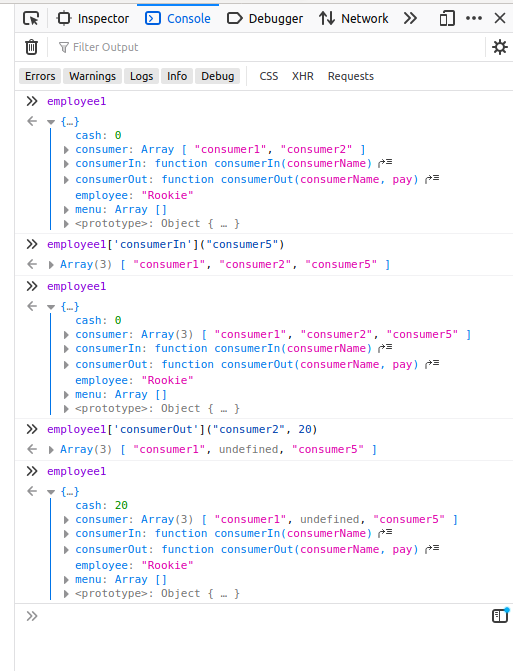 Inspector Console Debugger Network
Filter Output
Errors Warnings Logs Info Debug CSS XHR Requests
employee1
{…}
cash: 0
consumer: Array [ "consumer1", "consumer2" ]
consumerIn: function consumerIn(consumerName)
consumerOut: function consumerOut(consumerName, pay)
employee: "Rookie"
menu: Array []
<prototype>: Object { … }
employee1['consumerIn']("consumer5")
Array(3) [ "consumer1", "consumer2", "consumer5" ]
employee1
{…}
cash: 0
consumer: Array(3) [ "consumer1", "consumer2", "consumer5" ]
consumerIn: function consumerIn(consumerName)
consumerOut: function consumerOut(consumerName, pay)
employee: "Rookie"
menu: Array []
<prototype>: Object { … }
employee1['consumerOut']("consumer2", 20)
Array(3) [ "consumer1", undefined, "consumer5" ]
employee1
{…}
cash: 20
consumer: Array(3) [ "consumer1", undefined, "consumer5" ]
consumerIn: function consumerIn(consumerName)
consumerOut: function consumerOut(consumerName, pay)
employee: "Rookie"
menu: Array []
<prototype>: Object { … }